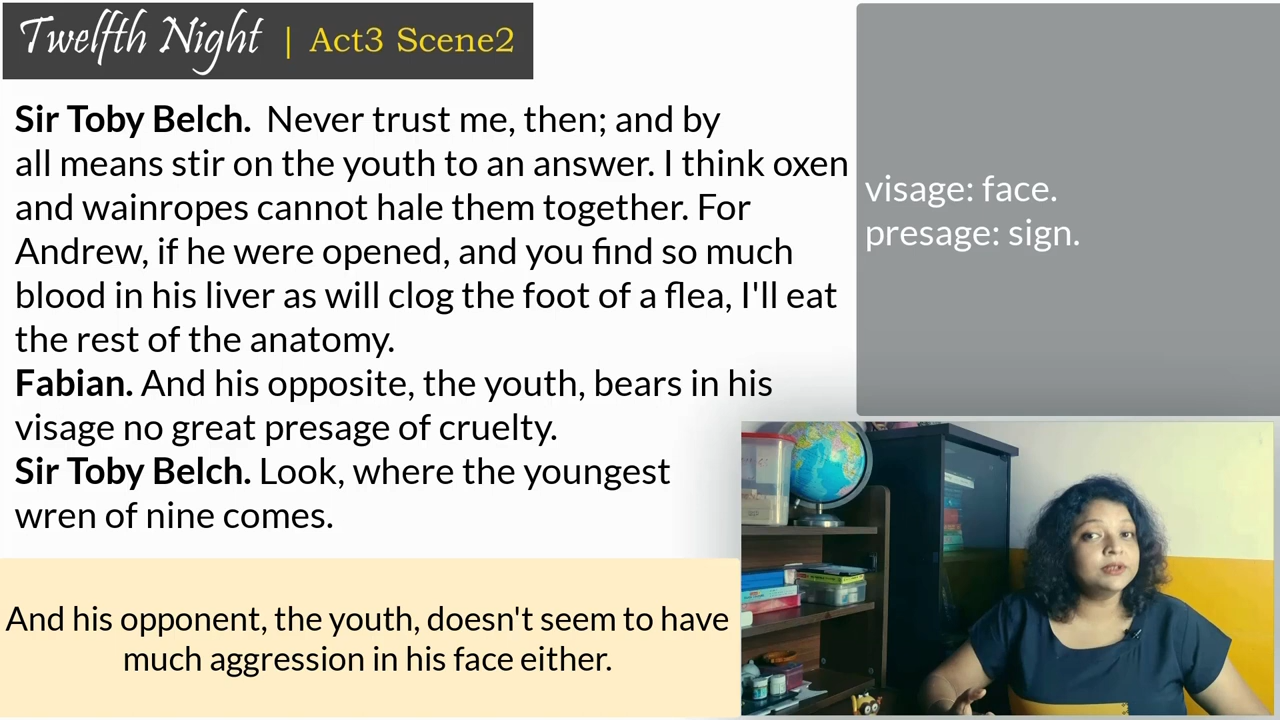 Twelfth Night | Act3 Scene2
Sir Toby Belch. Never trust me, then; and by
all means stir on the youth to an answer. I think oxen
and wainropes cannot hale them together. For
Andrew, if he were opened, and you find so much
blood in his liver as will clog the foot of a flea, I'll eat
the rest of the anatomy.
Fabian. And his opposite, the youth, bears in his
visage no great presage of cruelty.
Sir Toby Belch. Look, where the youngest
wren of nine comes.
visage: face.
presage: sign.
And his opponent, the youth, doesn't seem to have
much aggression in his face either.